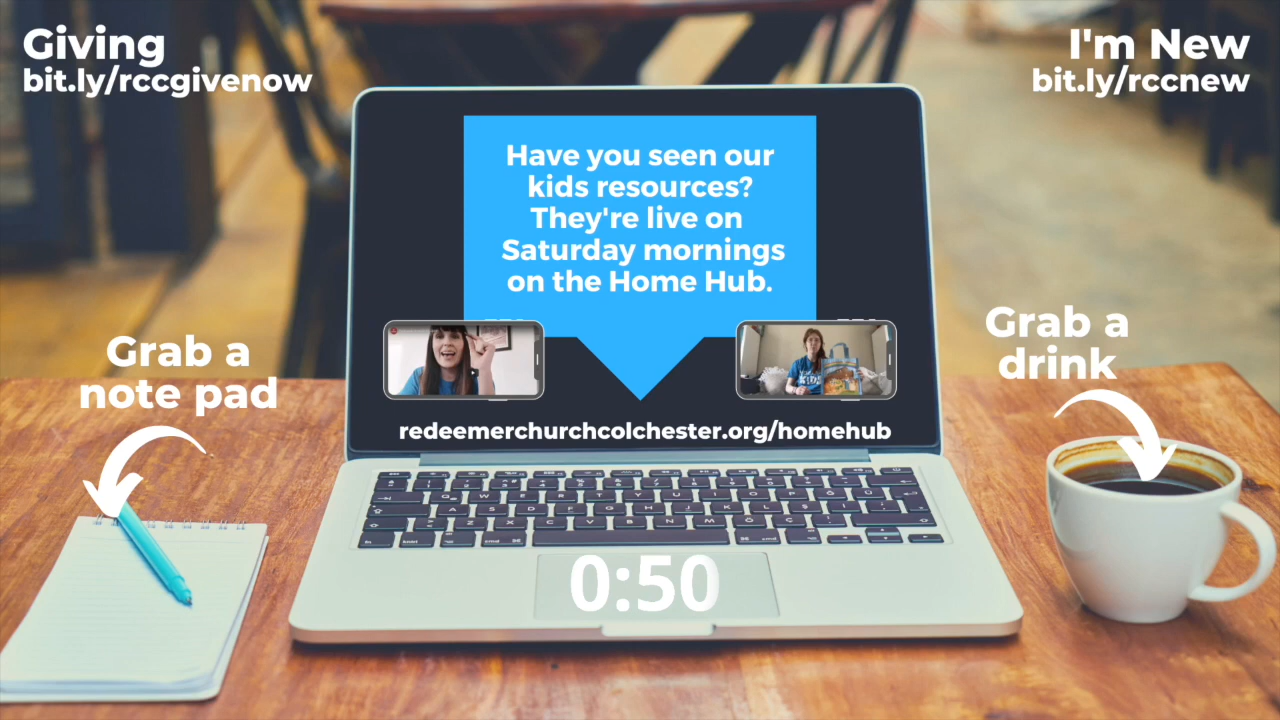 Giving
bit.ly/rccgivenow
I'm New
bit.ly/rccnew
Have you seen our
kids resources?
They're live on
Saturday mornings
on the Home Hub.
redeemerchurchcolchester.org/homehub
Grab a
note pad
Grab a
drink
0:50